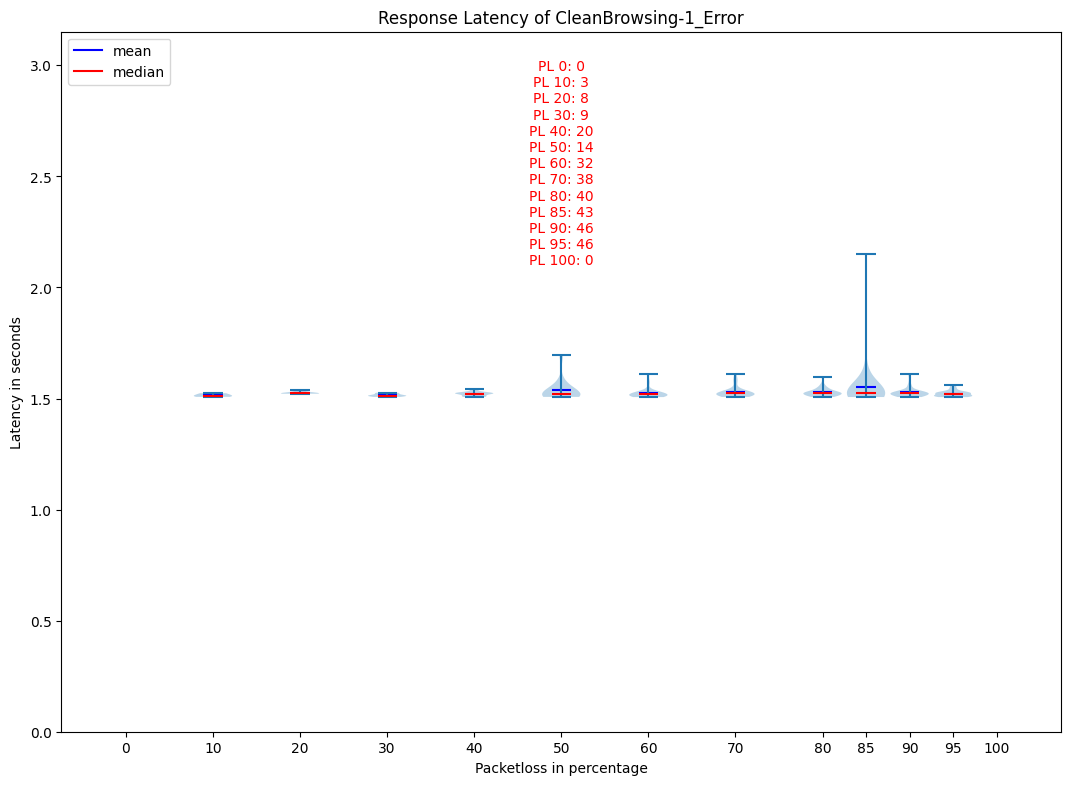 Response Latency of CleanBrowsing-1_Error
mean
median
PL 0: 0
PL 10: 3
PL 20: 8
PL 30: 9
PL 40: 20
PL 50: 14
PL 60: 32
PL 70: 38
PL 80: 40
PL 85: 43
PL 90: 46
PL 95: 46
PL 100: 0
Latency in seconds
3.0
2.5
2.0
1.5
1.0
0.5
0.0
0 10 20 30 40 50 60 70 80 85 90 95 100
Packetloss in percentage